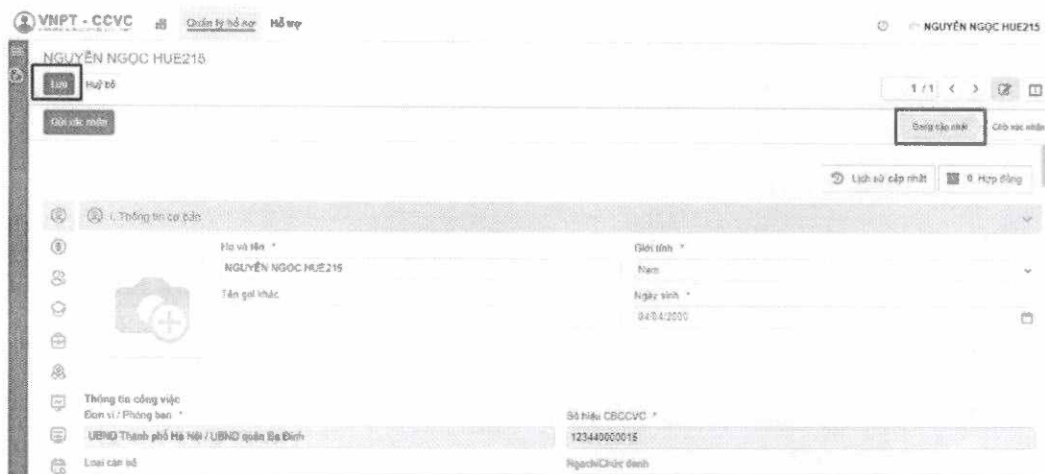 VNPT - CCVC Quản lý hồ sơ Hỗ trợ NGUYỄN NGỌC HUE215
NGUYỄN NGỌC HUE215
Lưu Huỷ bỏ 1 / 1
Gửi xác nhận Đang cập nhật Chờ xác nhận
Lịch sử cập nhật 0 Hợp đồng
I. Thông tin cơ bản
Họ và tên * Giới tính *
NGUYỄN NGỌC HUE215 Nam
Tên gọi khác Ngày sinh *
04/04/2000
Thông tin công việc
Đơn vị / Phòng ban * Số hiệu CBCCVC *
UBND Thành phố Hà Nội / UBND quận Ba Đình 123440000015
Loại cán bộ Ngạch/Chức danh